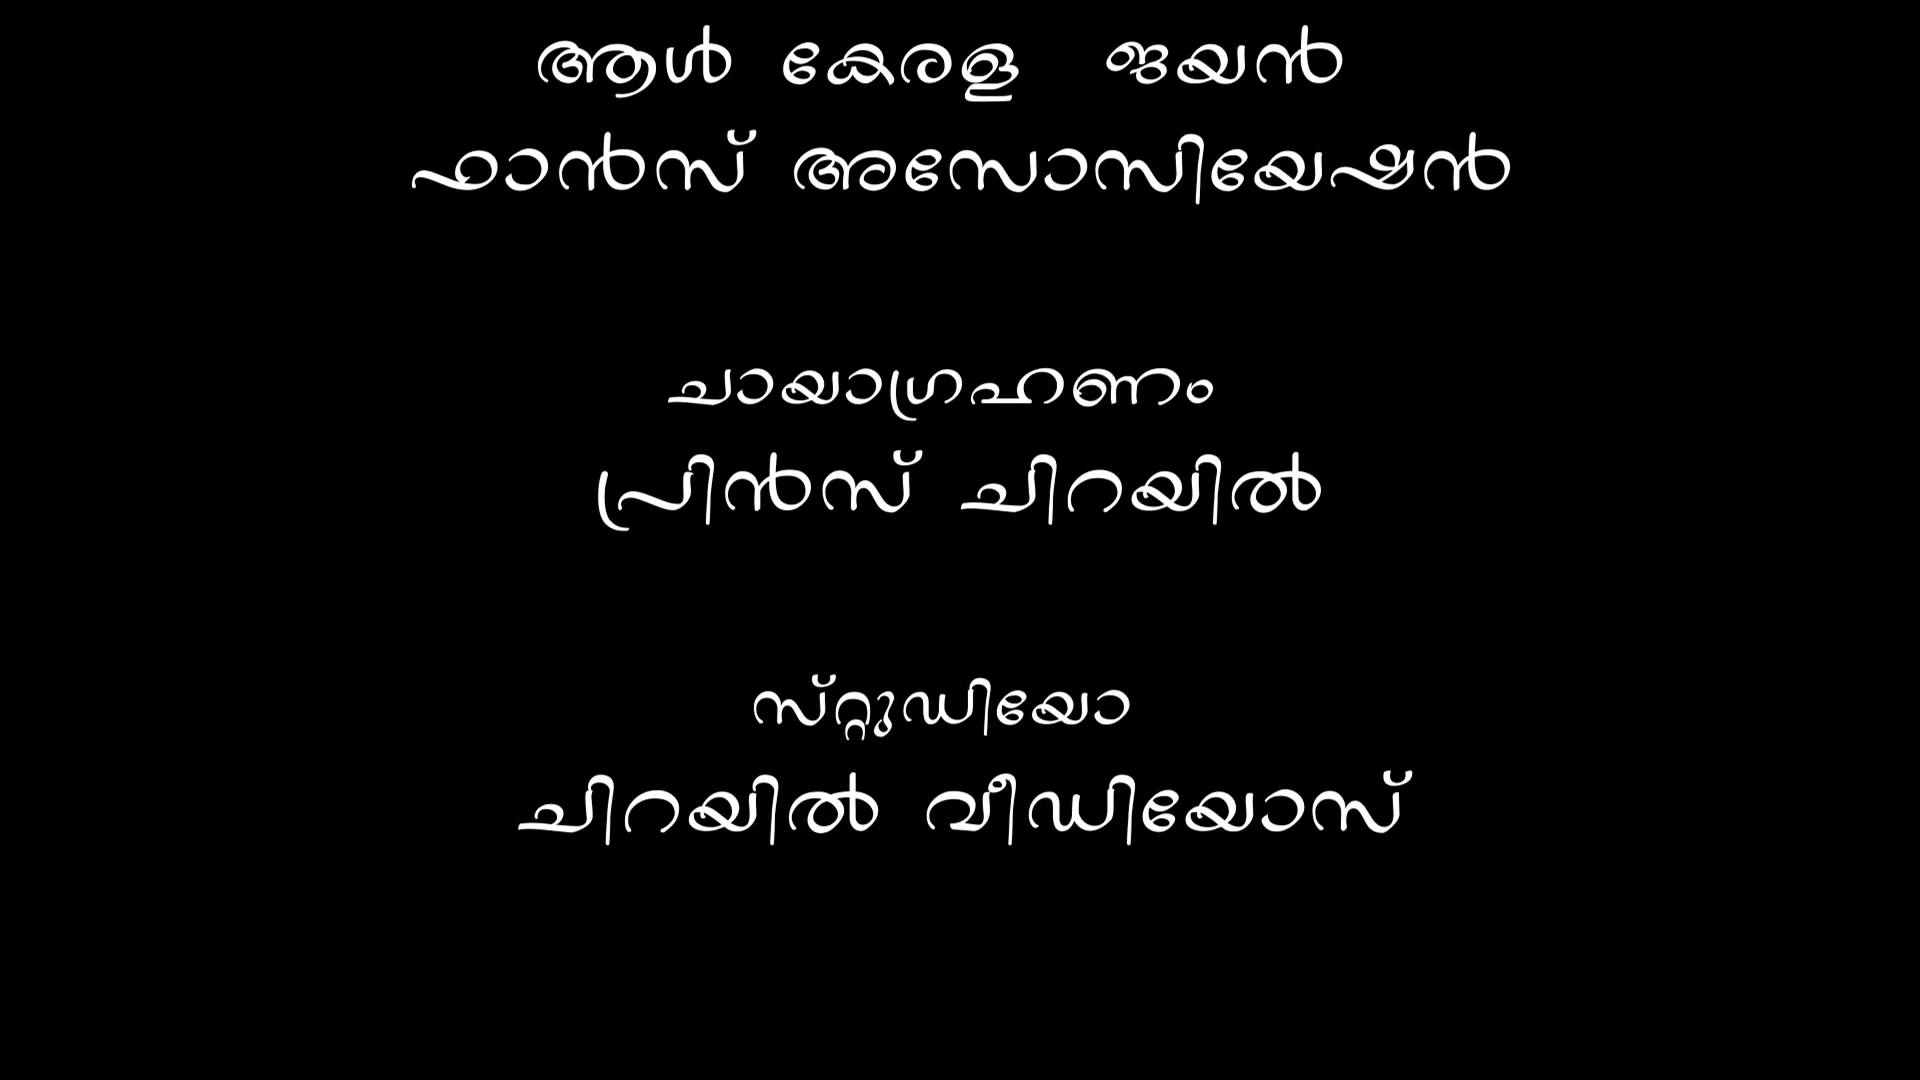 ആൾ കേരള ജയൻ
ഫാൻസ് അസോസിയേഷൻ
ചായാഗ്രഹണം
പ്രിൻസ് ചിറയിൽ
സ്റ്റുഡിയോ
ചിറയിൽ വീഡിയോസ്